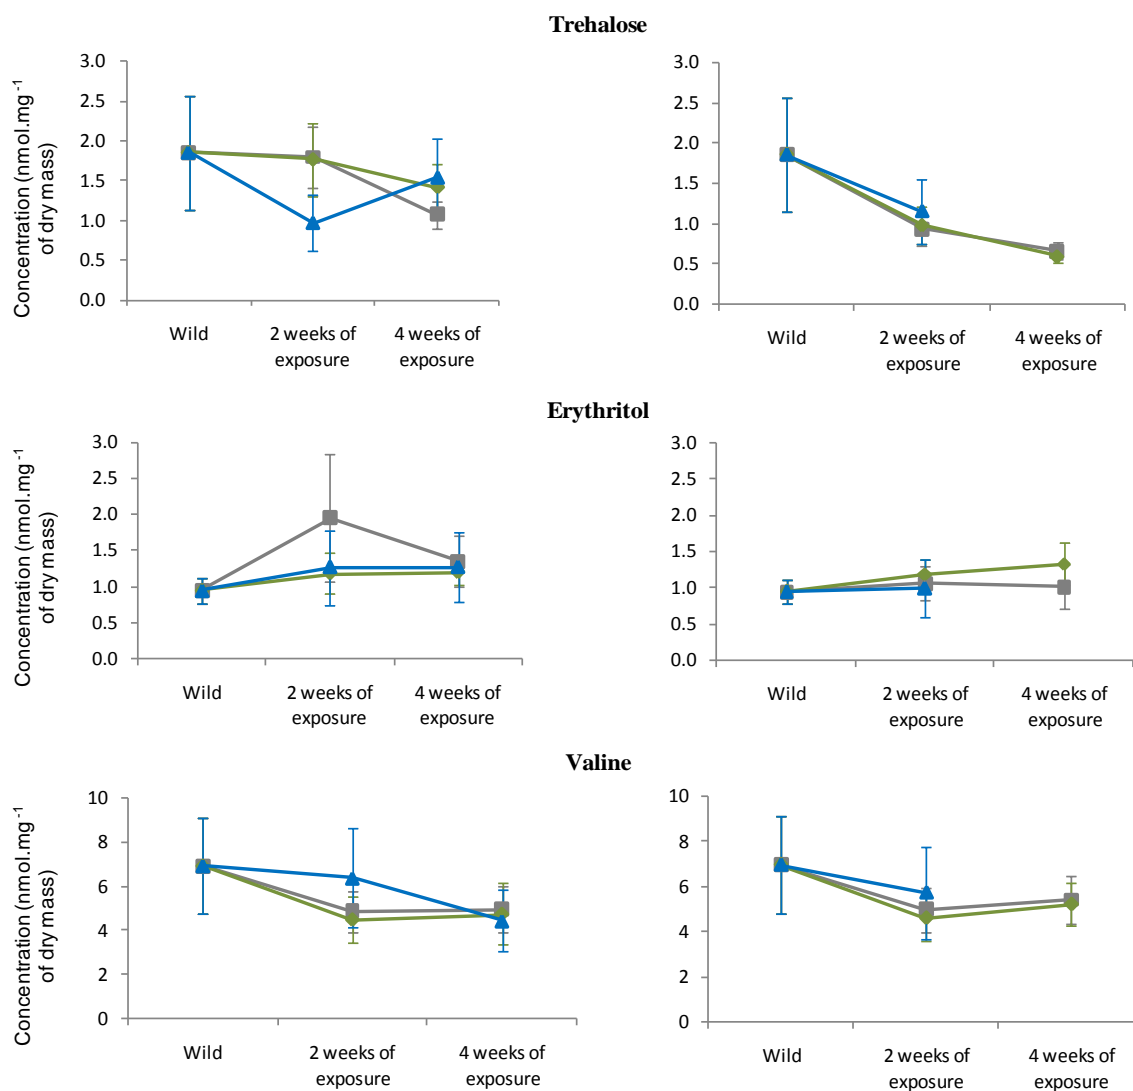 Trehalose
Concentration (nmol.mg⁻¹
of dry mass)
3.0
2.5
2.0
1.5
1.0
0.5
0.0
Wild
2 weeks of
exposure
4 weeks of
exposure
3.0
2.5
2.0
1.5
1.0
0.5
0.0
Wild
2 weeks of
exposure
4 weeks of
exposure
Erythritol
Concentration (nmol.mg⁻¹
of dry mass)
3.0
2.5
2.0
1.5
1.0
0.5
0.0
Wild
2 weeks of
exposure
4 weeks of
exposure
3.0
2.5
2.0
1.5
1.0
0.5
0.0
Wild
2 weeks of
exposure
4 weeks of
exposure
Valine
Concentration (nmol.mg⁻¹
of dry mass)
10
8
6
4
2
0
Wild
2 weeks of
exposure
4 weeks of
exposure
10
8
6
4
2
0
Wild
2 weeks of
exposure
4 weeks of
exposure